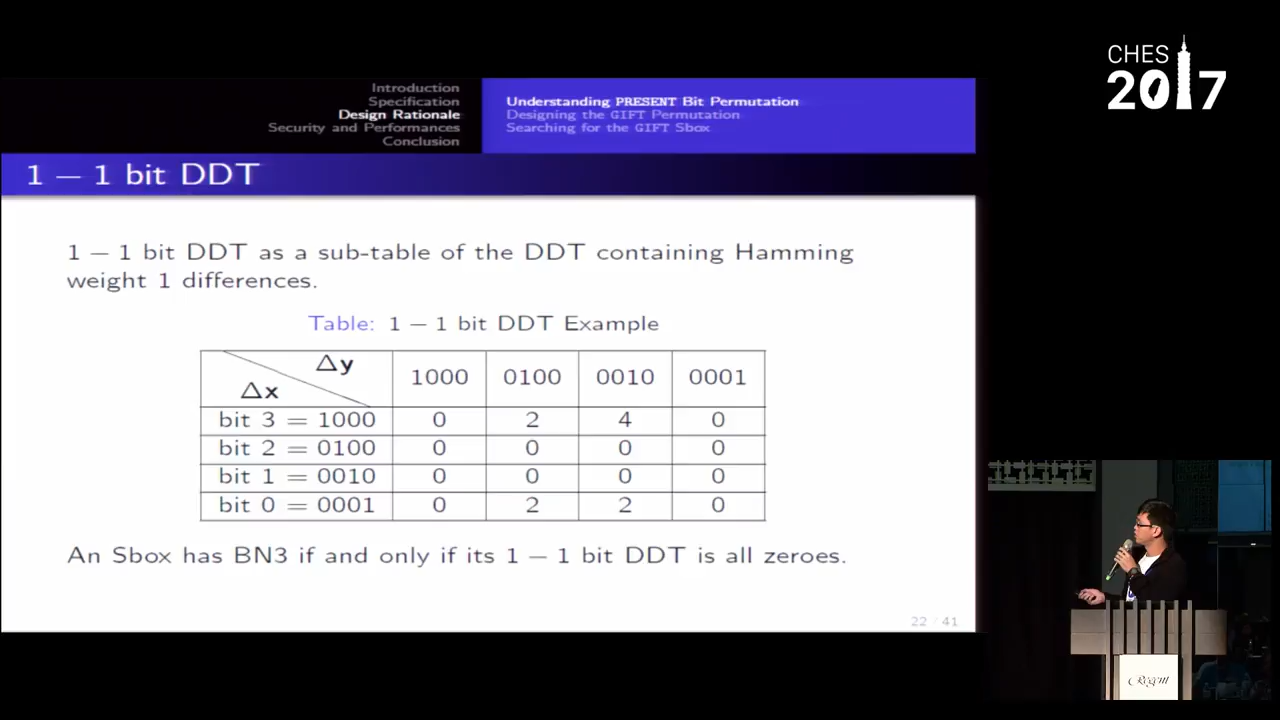 CHES
2017
Introduction
Specification
Design Rationale
Security and Performances
Conclusion
Understanding PRESENT Bit Permutation
Designing the GIFT Permutation
Searching for the GIFT Sbox
1 − 1 bit DDT
1 − 1 bit DDT as a sub-table of the DDT containing Hamming
weight 1 differences.
Table: 1 − 1 bit DDT Example
Δy
Δx
1000 0100 0010 0001
bit 3 = 1000 0 2 4 0
bit 2 = 0100 0 0 0 0
bit 1 = 0010 0 0 0 0
bit 0 = 0001 0 2 2 0
An Sbox has BN3 if and only if its 1 − 1 bit DDT is all zeroes.
22 / 41
Regent